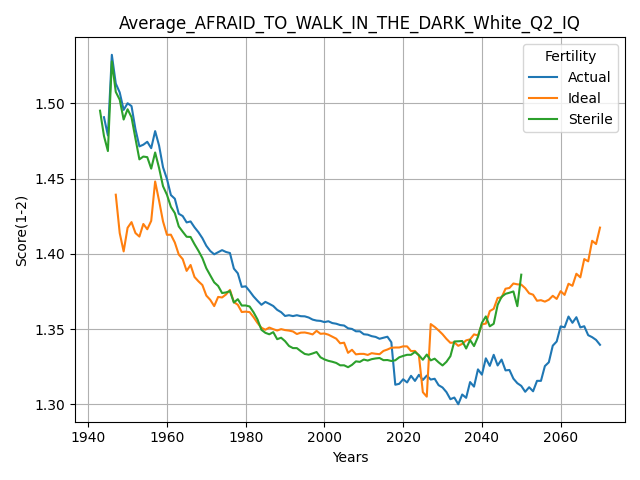 Average_AFRAID_TO_WALK_IN_THE_DARK_White_Q2_IQ
Fertility
Actual
Ideal
Sterile
Score(1-2)
1.50
1.45
1.40
1.35
1.30
1940 1960 1980 2000 2020 2040 2060
Years